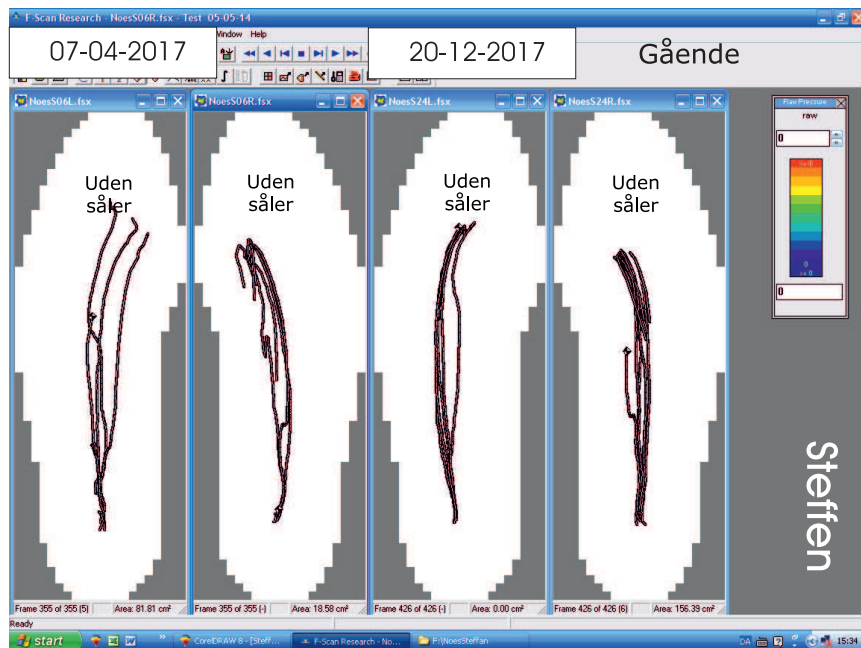 F-Scan Research - NoesS06R.fsx - Test 05-05-14
07-04-2017
Window Help
20-12-2017
Gående
NoesS06L.fsx
NoesS06R.fsx
NoesS24L.fsx
NoesS24R.fsx
Raw Pressure
raw
0
Uden
såler
Uden
såler
Uden
såler
Uden
såler
0
0
Steffen
Frame 355 of 355 (5)
Area: 81.81 cm²
Frame 355 of 355 (-)
Area: 18.58 cm²
Frame 426 of 426 (-)
Area: 0.00 cm²
Frame 426 of 426 (6)
Area: 156.39 cm²
Ready
start
CorelDRAW 8 - [Steff...
F-Scan Research - No...
F:\NoesSteffan
DA
15:34